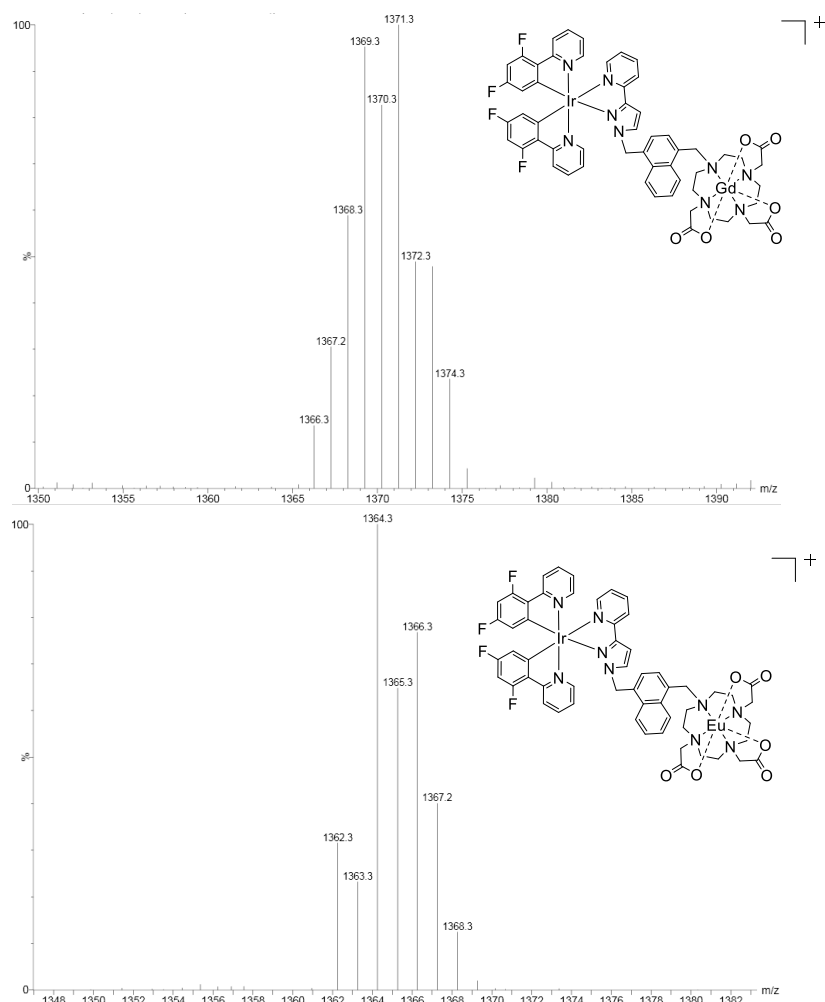 100
1371.3
1369.3
1370.3
1368.3
1372.3
1367.2
1374.3
1366.3
%
0
1350 1355 1360 1365 1370 1375 1380 1385 1390 m/z
F
F
F
F
N
N
N
N
N
Ir
+
N
N
N
N
Gd
O
O
O
O
O
O
100
1364.3
1366.3
1365.3
1367.2
1362.3
1363.3
1368.3
%
0
1348 1350 1352 1354 1356 1358 1360 1362 1364 1366 1368 1370 1372 1374 1376 1378 1380 1382 m/z
F
F
F
F
N
N
N
N
N
Ir
+
N
N
N
N
Eu
O
O
O
O
O
O